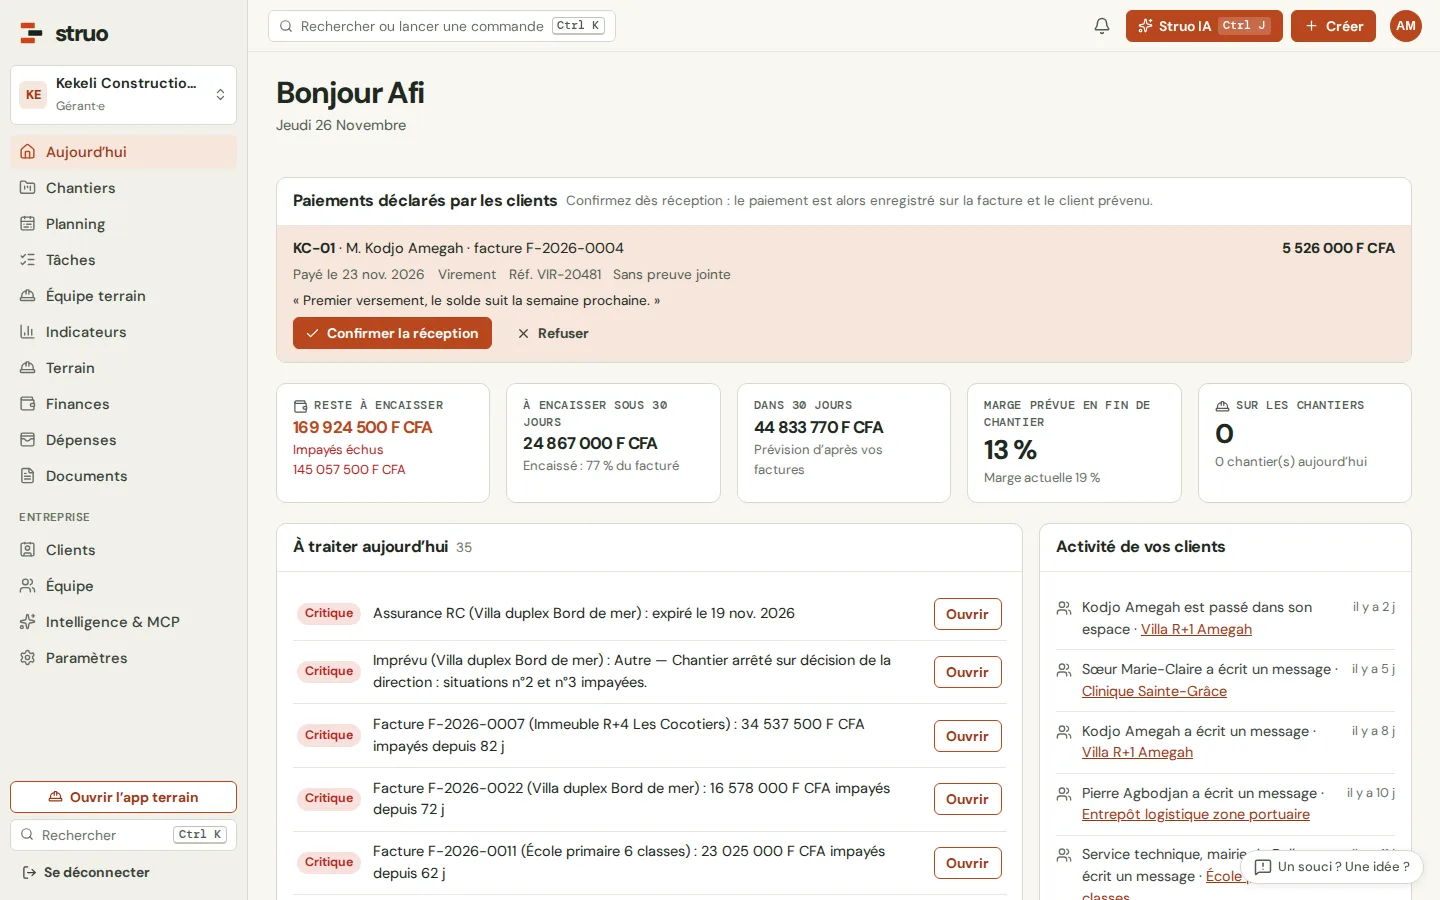 struo
KE
Kekeli Constructio...
Gérant·e
Aujourd'hui
Chantiers
Planning
Tâches
Équipe terrain
Indicateurs
Terrain
Finances
Dépenses
Documents
ENTREPRISE
Clients
Équipe
Intelligence & MCP
Paramètres
Ouvrir l'app terrain
Rechercher Ctrl K
Se déconnecter
Rechercher ou lancer une commande Ctrl K
Struo IA Ctrl J
Créer
AM
Bonjour Afi
Jeudi 26 Novembre
Paiements déclarés par les clients Confirmez dès réception : le paiement est alors enregistré sur la facture et le client prévenu.
KC-01 · M. Kodjo Amegah · facture F-2026-0004 5 526 000 F CFA
Payé le 23 nov. 2026 Virement Réf. VIR-20481 Sans preuve jointe
« Premier versement, le solde suit la semaine prochaine. »
Confirmer la réception Refuser
RESTE À ENCAISSER
169 924 500 F CFA
Impayés échus
145 057 500 F CFA
À ENCAISSER SOUS 30
JOURS
24 867 000 F CFA
Encaissé : 77 % du facturé
DANS 30 JOURS
44 833 770 F CFA
Prévision d'après vos
factures
MARGE PRÉVUE EN FIN DE
CHANTIER
13 %
Marge actuelle 19 %
SUR LES CHANTIERS
0
0 chantier(s) aujourd'hui
À traiter aujourd'hui 35
Critique Assurance RC (Villa duplex Bord de mer) : expiré le 19 nov. 2026 Ouvrir
Critique Imprévu (Villa duplex Bord de mer) : Autre — Chantier arrêté sur décision de la
direction : situations n°2 et n°3 impayées. Ouvrir
Critique Facture F-2026-0007 (Immeuble R+4 Les Cocotiers) : 34 537 500 F CFA
impayés depuis 82 j Ouvrir
Critique Facture F-2026-0022 (Villa duplex Bord de mer) : 16 578 000 F CFA impayés
depuis 72 j Ouvrir
Critique Facture F-2026-0011 (École primaire 6 classes) : 23 025 000 F CFA impayés
depuis 62 j Ouvrir
Activité de vos clients
Kodjo Amegah est passé dans son il y a 2 j
espace · Villa R+1 Amegah
Sœur Marie-Claire a écrit un message · il y a 5 j
Clinique Sainte-Grâce
Kodjo Amegah a écrit un message · il y a 8 j
Villa R+1 Amegah
Pierre Agbodjan a écrit un message · il y a 10 j
Entrepôt logistique zone portuaire
Service technique, mairie
écrit un message · École
classes
Un souci ? Une idée ?